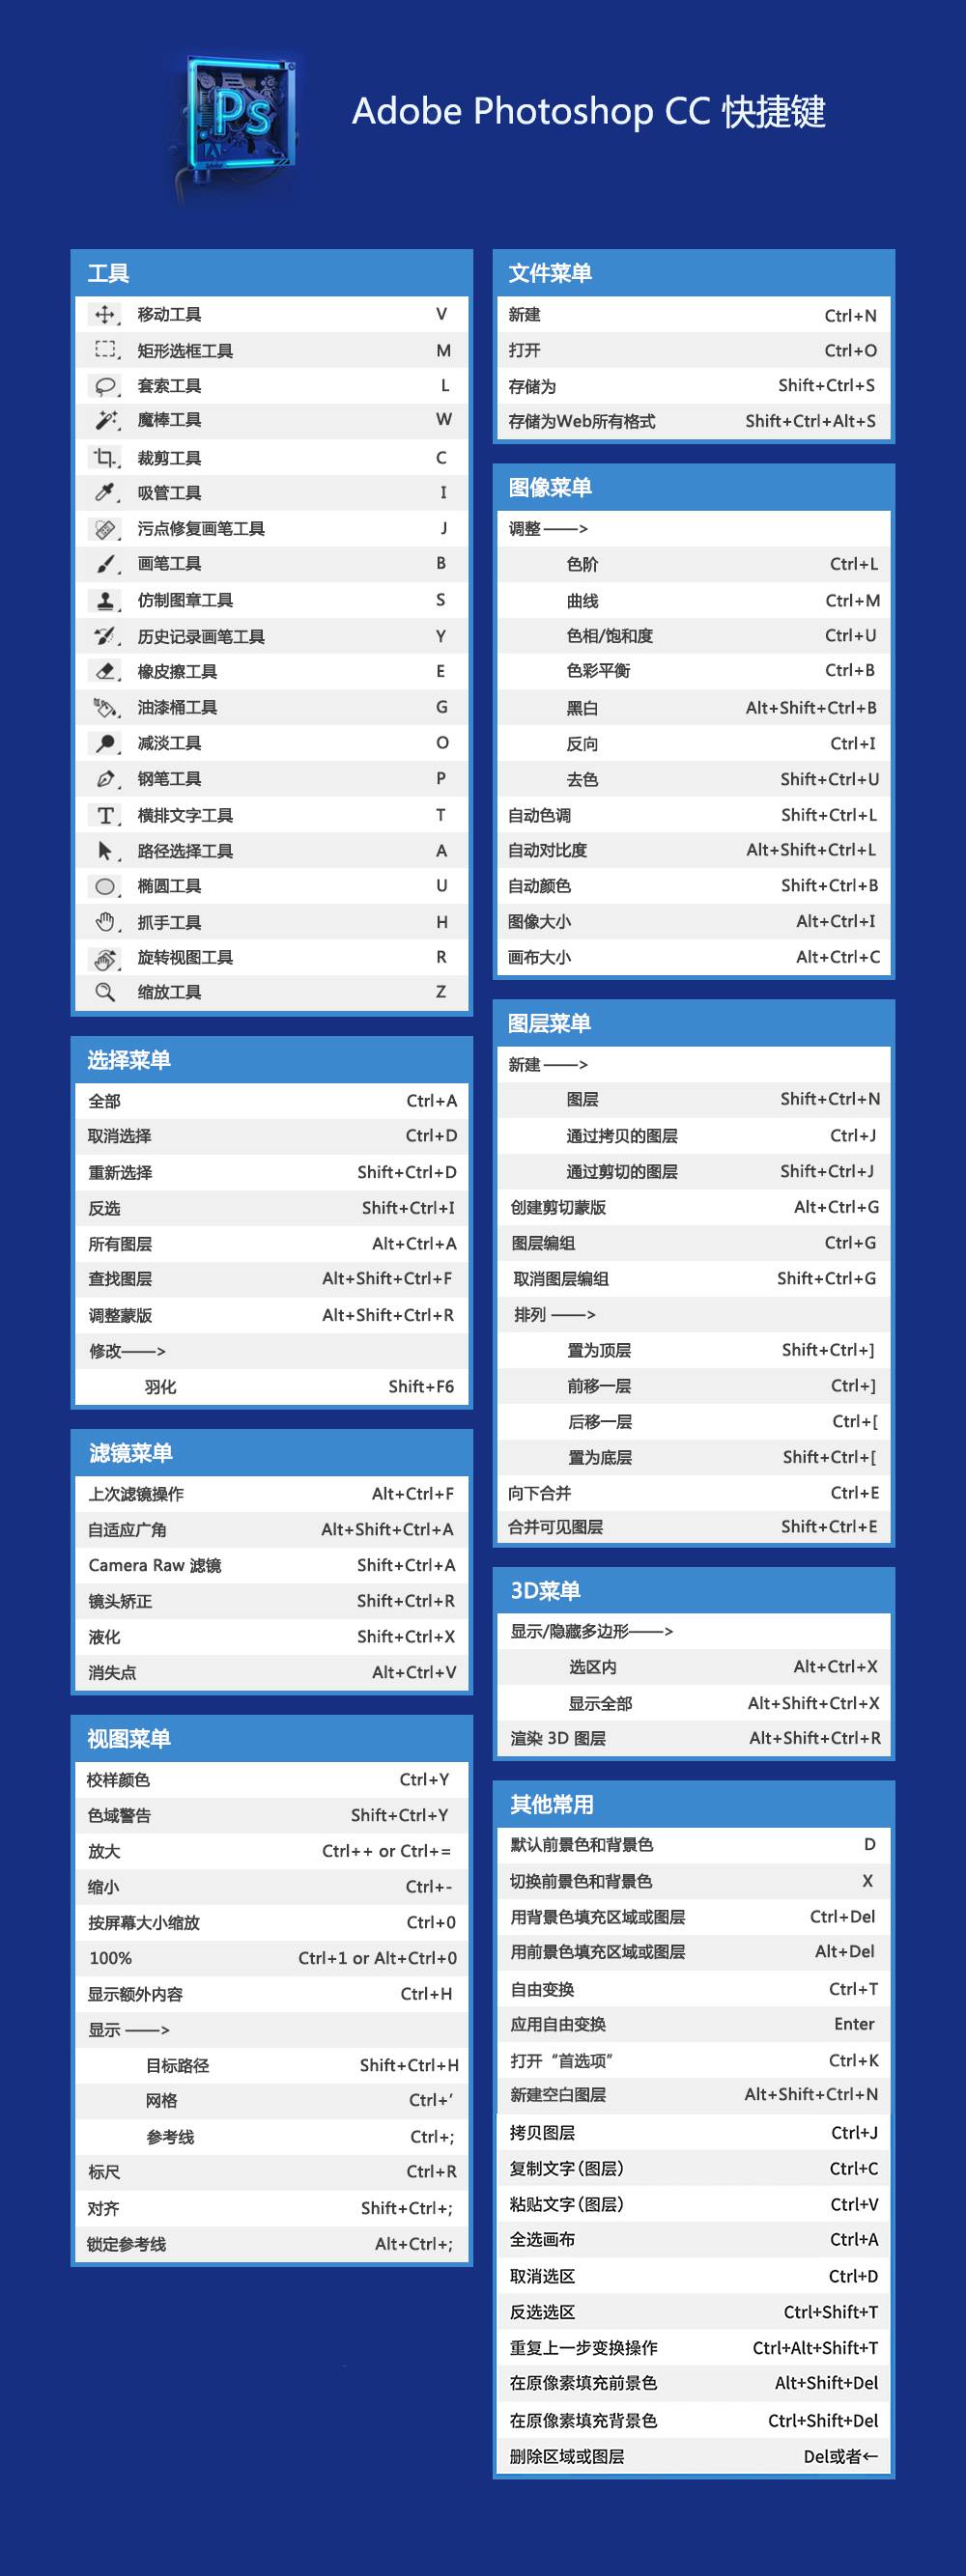 Ps
Adobe Photoshop CC 快捷键
工具
移动工具 V
矩形选框工具 M
套索工具 L
魔棒工具 W
裁剪工具 C
吸管工具 I
污点修复画笔工具 J
画笔工具 B
仿制图章工具 S
历史记录画笔工具 Y
橡皮擦工具 E
油漆桶工具 G
减淡工具 O
钢笔工具 P
T 横排文字工具 T
路径选择工具 A
椭圆工具 U
抓手工具 H
旋转视图工具 R
缩放工具 Z
选择菜单
全部 Ctrl+A
取消选择 Ctrl+D
重新选择 Shift+Ctrl+D
反选 Shift+Ctrl+I
所有图层 Alt+Ctrl+A
查找图层 Alt+Shift+Ctrl+F
调整蒙版 Alt+Shift+Ctrl+R
修改——>
羽化 Shift+F6
滤镜菜单
上次滤镜操作 Alt+Ctrl+F
自适应广角 Alt+Shift+Ctrl+A
Camera Raw 滤镜 Shift+Ctrl+A
镜头矫正 Shift+Ctrl+R
液化 Shift+Ctrl+X
消失点 Alt+Ctrl+V
视图菜单
校样颜色 Ctrl+Y
色域警告 Shift+Ctrl+Y
放大 Ctrl++ or Ctrl+=
缩小 Ctrl+-
按屏幕大小缩放 Ctrl+0
100% Ctrl+1 or Alt+Ctrl+0
显示额外内容 Ctrl+H
显示 ——>
目标路径 Shift+Ctrl+H
网格 Ctrl+’
参考线 Ctrl+;
标尺 Ctrl+R
对齐 Shift+Ctrl+;
锁定参考线 Alt+Ctrl+;
文件菜单
新建 Ctrl+N
打开 Ctrl+O
存储为 Shift+Ctrl+S
存储为Web所有格式 Shift+Ctrl+Alt+S
图像菜单
调整 ——>
色阶 Ctrl+L
曲线 Ctrl+M
色相/饱和度 Ctrl+U
色彩平衡 Ctrl+B
黑白 Alt+Shift+Ctrl+B
反向 Ctrl+I
去色 Shift+Ctrl+U
自动色调 Shift+Ctrl+L
自动对比度 Alt+Shift+Ctrl+L
自动颜色 Shift+Ctrl+B
图像大小 Alt+Ctrl+I
画布大小 Alt+Ctrl+C
图层菜单
新建 ——>
图层 Shift+Ctrl+N
通过拷贝的图层 Ctrl+J
通过剪切的图层 Shift+Ctrl+J
创建剪切蒙版 Alt+Ctrl+G
图层编组 Ctrl+G
取消图层编组 Shift+Ctrl+G
排列 ——>
置为顶层 Shift+Ctrl+]
前移一层 Ctrl+]
后移一层 Ctrl+[
置为底层 Shift+Ctrl+[
向下合并 Ctrl+E
合并可见图层 Shift+Ctrl+E
3D菜单
显示/隐藏多边形——>
选区内 Alt+Ctrl+X
显示全部 Alt+Shift+Ctrl+X
渲染 3D 图层 Alt+Shift+Ctrl+R
其他常用
默认前景色和背景色 D
切换前景色和背景色 X
用背景色填充区域或图层 Ctrl+Del
用前景色填充区域或图层 Alt+Del
自由变换 Ctrl+T
应用自由变换 Enter
打开“首选项” Ctrl+K
新建空白图层 Alt+Shift+Ctrl+N
拷贝图层 Ctrl+J
复制文字（图层） Ctrl+C
粘贴文字（图层） Ctrl+V
全选画布 Ctrl+A
取消选区 Ctrl+D
反选选区 Ctrl+Shift+T
重复上一步变换操作 Ctrl+Alt+Shift+T
在原像素填充前景色 Alt+Shift+Del
在原像素填充背景色 Ctrl+Shift+Del
删除区域或图层 Del或者←